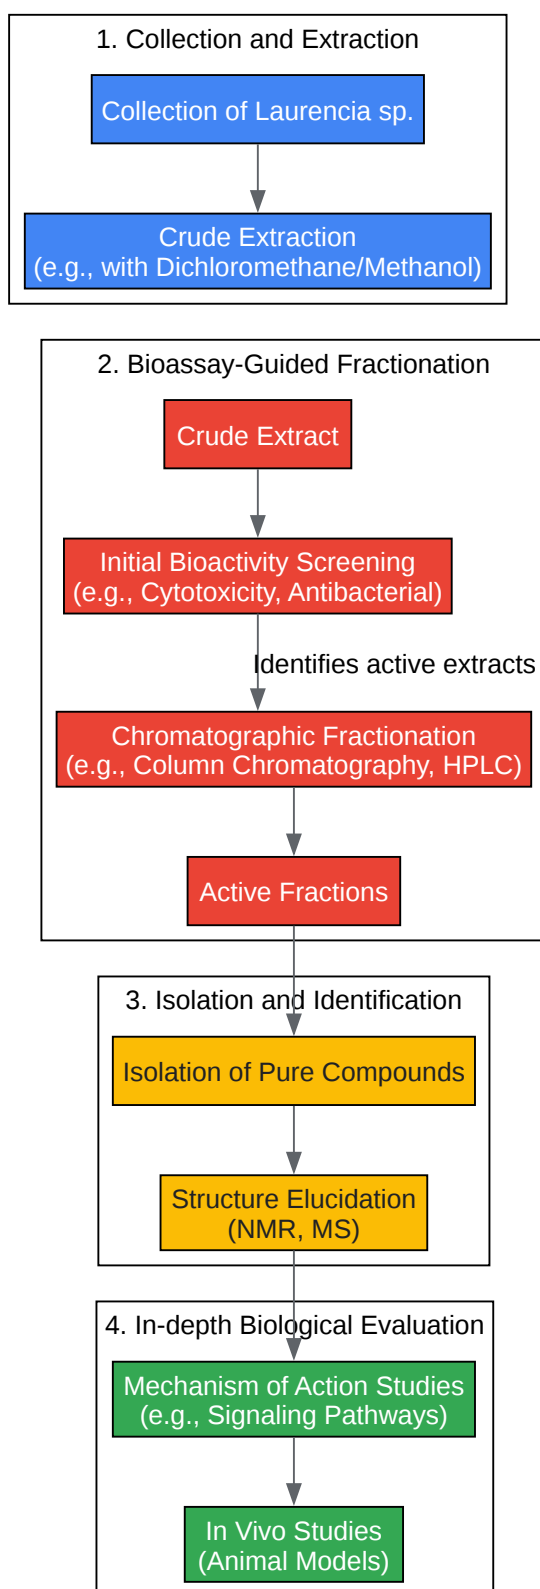 1. Collection and Extraction
Collection of Laurencia sp.
Crude Extraction
(e.g., with Dichloromethane/Methanol)
2. Bioassay-Guided Fractionation
Crude Extract
Initial Bioactivity Screening
(e.g., Cytotoxicity, Antibacterial)
Identifies active extracts
Chromatographic Fractionation
(e.g., Column Chromatography, HPLC)
Active Fractions
3. Isolation and Identification
Isolation of Pure Compounds
Structure Elucidation
(NMR, MS)
4. In-depth Biological Evaluation
Mechanism of Action Studies
(e.g., Signaling Pathways)
In Vivo Studies
(Animal Models)